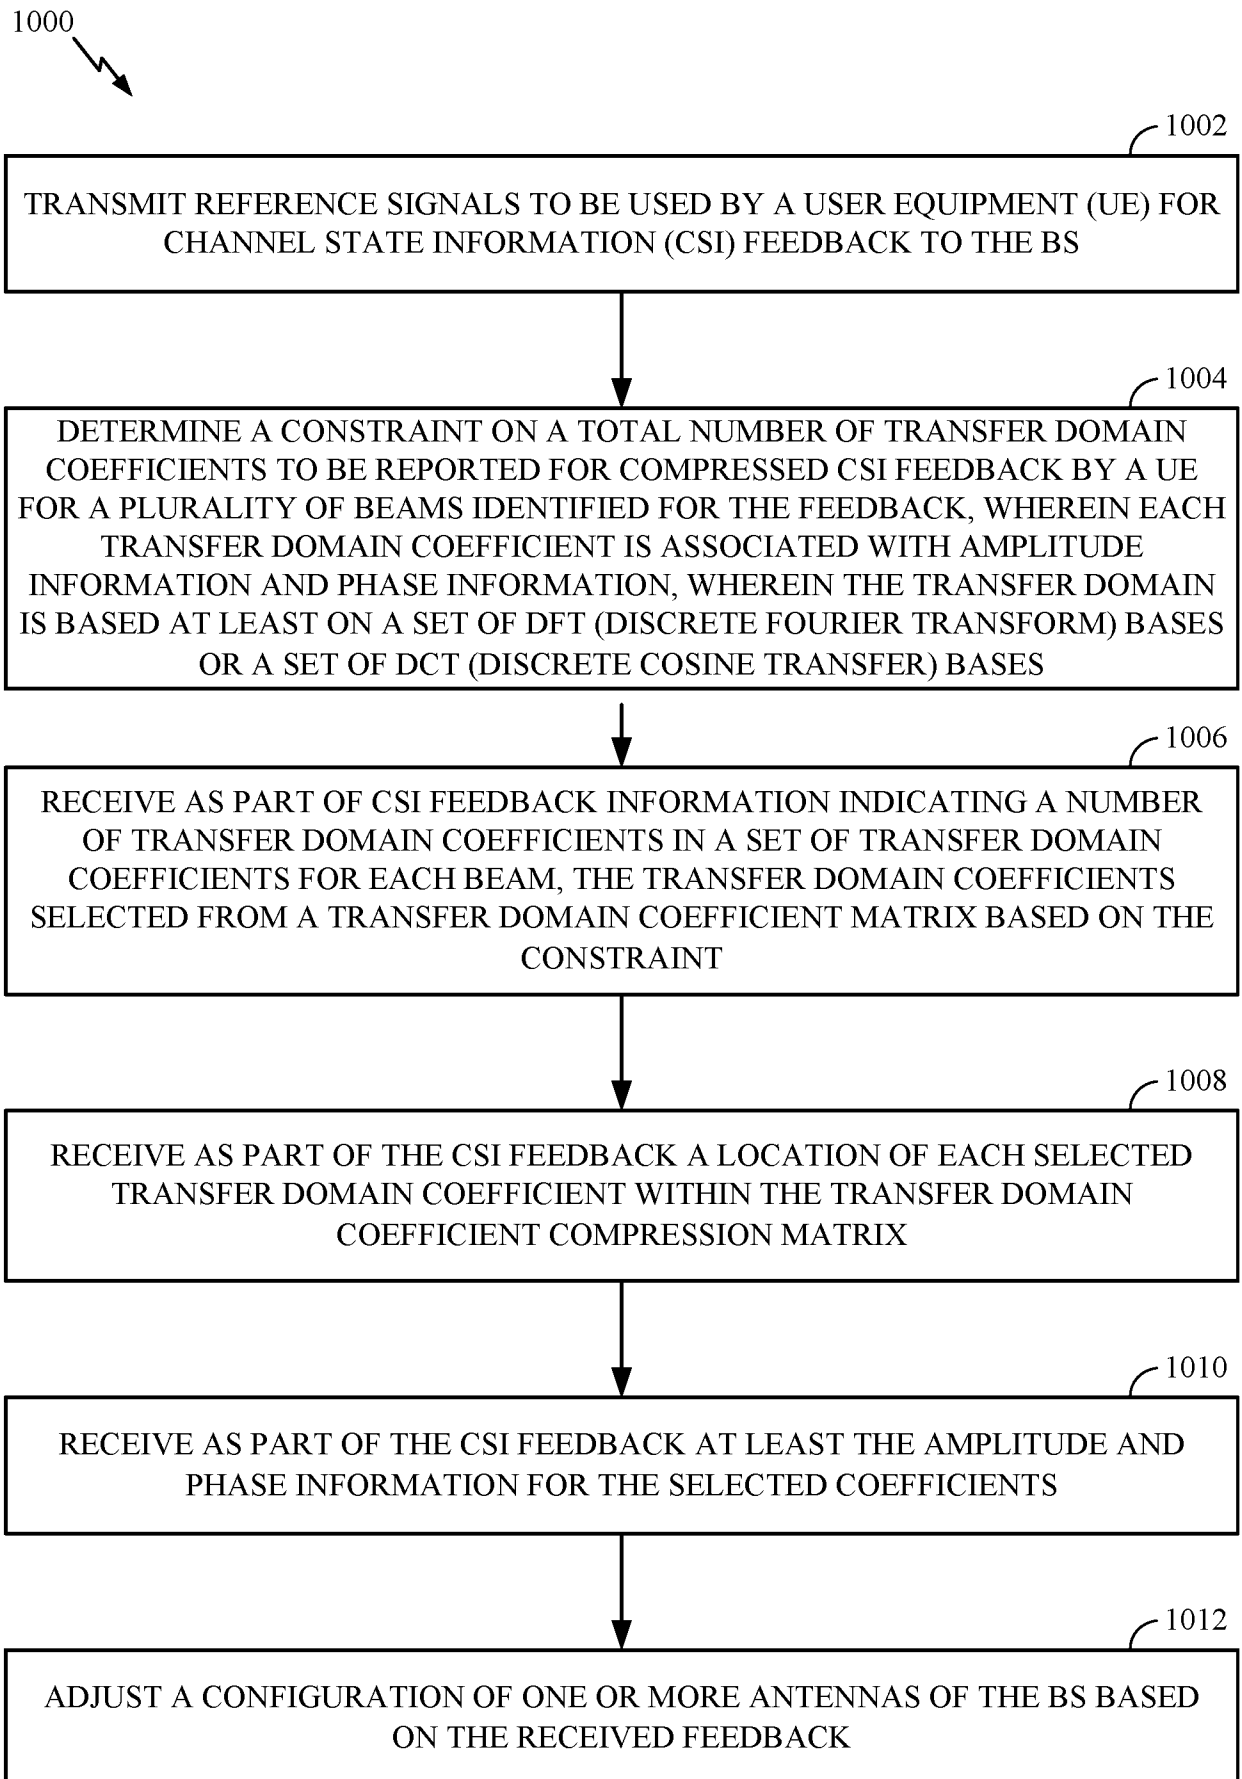 1000
1002
TRANSMIT REFERENCE SIGNALS TO BE USED BY A USER EQUIPMENT (UE) FOR
CHANNEL STATE INFORMATION (CSI) FEEDBACK TO THE BS
1004
DETERMINE A CONSTRAINT ON A TOTAL NUMBER OF TRANSFER DOMAIN
COEFFICIENTS TO BE REPORTED FOR COMPRESSED CSI FEEDBACK BY A UE
FOR A PLURALITY OF BEAMS IDENTIFIED FOR THE FEEDBACK, WHEREIN EACH
TRANSFER DOMAIN COEFFICIENT IS ASSOCIATED WITH AMPLITUDE
INFORMATION AND PHASE INFORMATION, WHEREIN THE TRANSFER DOMAIN
IS BASED AT LEAST ON A SET OF DFT (DISCRETE FOURIER TRANSFORM) BASES
OR A SET OF DCT (DISCRETE COSINE TRANSFER) BASES
1006
RECEIVE AS PART OF CSI FEEDBACK INFORMATION INDICATING A NUMBER
OF TRANSFER DOMAIN COEFFICIENTS IN A SET OF TRANSFER DOMAIN
COEFFICIENTS FOR EACH BEAM, THE TRANSFER DOMAIN COEFFICIENTS
SELECTED FROM A TRANSFER DOMAIN COEFFICIENT MATRIX BASED ON THE
CONSTRAINT
1008
RECEIVE AS PART OF THE CSI FEEDBACK A LOCATION OF EACH SELECTED
TRANSFER DOMAIN COEFFICIENT WITHIN THE TRANSFER DOMAIN
COEFFICIENT COMPRESSION MATRIX
1010
RECEIVE AS PART OF THE CSI FEEDBACK AT LEAST THE AMPLITUDE AND
PHASE INFORMATION FOR THE SELECTED COEFFICIENTS
1012
ADJUST A CONFIGURATION OF ONE OR MORE ANTENNAS OF THE BS BASED
ON THE RECEIVED FEEDBACK